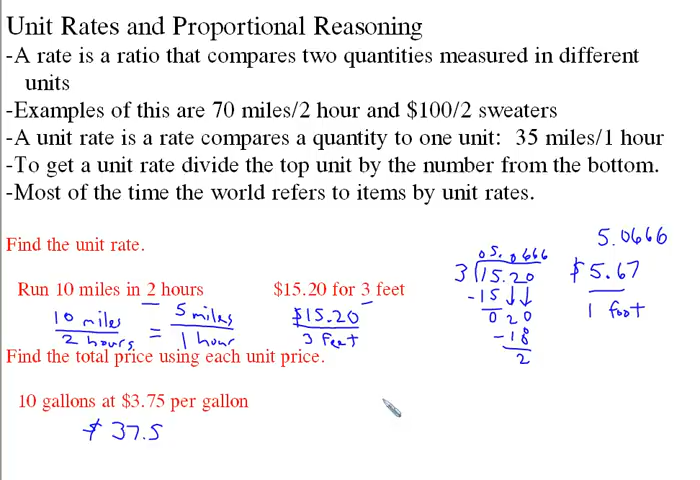 Unit Rates and Proportional Reasoning
-A rate is a ratio that compares two quantities measured in different
units
-Examples of this are 70 miles/2 hour and $100/2 sweaters
-A unit rate is a rate compares a quantity to one unit: 35 miles/1 hour
-To get a unit rate divide the top unit by the number from the bottom.
-Most of the time the world refers to items by unit rates.
Find the unit rate.
Run 10 miles in 2 hours
10 miles / 2 hours = 5 miles / 1 hour
$15.20 for 3 feet
$15.20
3 feet
05.0666
3 15.20
-15
020
-18
2
5.0666
$5.67
1 foot
Find the total price using each unit price.
10 gallons at $3.75 per gallon
$37.5